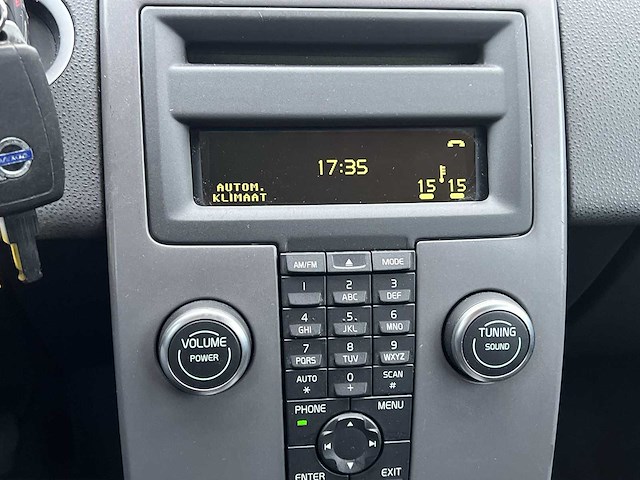 17:35
AUTOM.
KLIMAAT
15 15
AM/FM MODE
1 2 ABC 3 DEF
4 GHI 5 JKL 6 MNO
7 PQRS 8 TUV 9 WXYZ
AUTO * 0 + SCAN #
VOLUME
POWER
TUNING
SOUND
PHONE MENU
ENTER EXIT